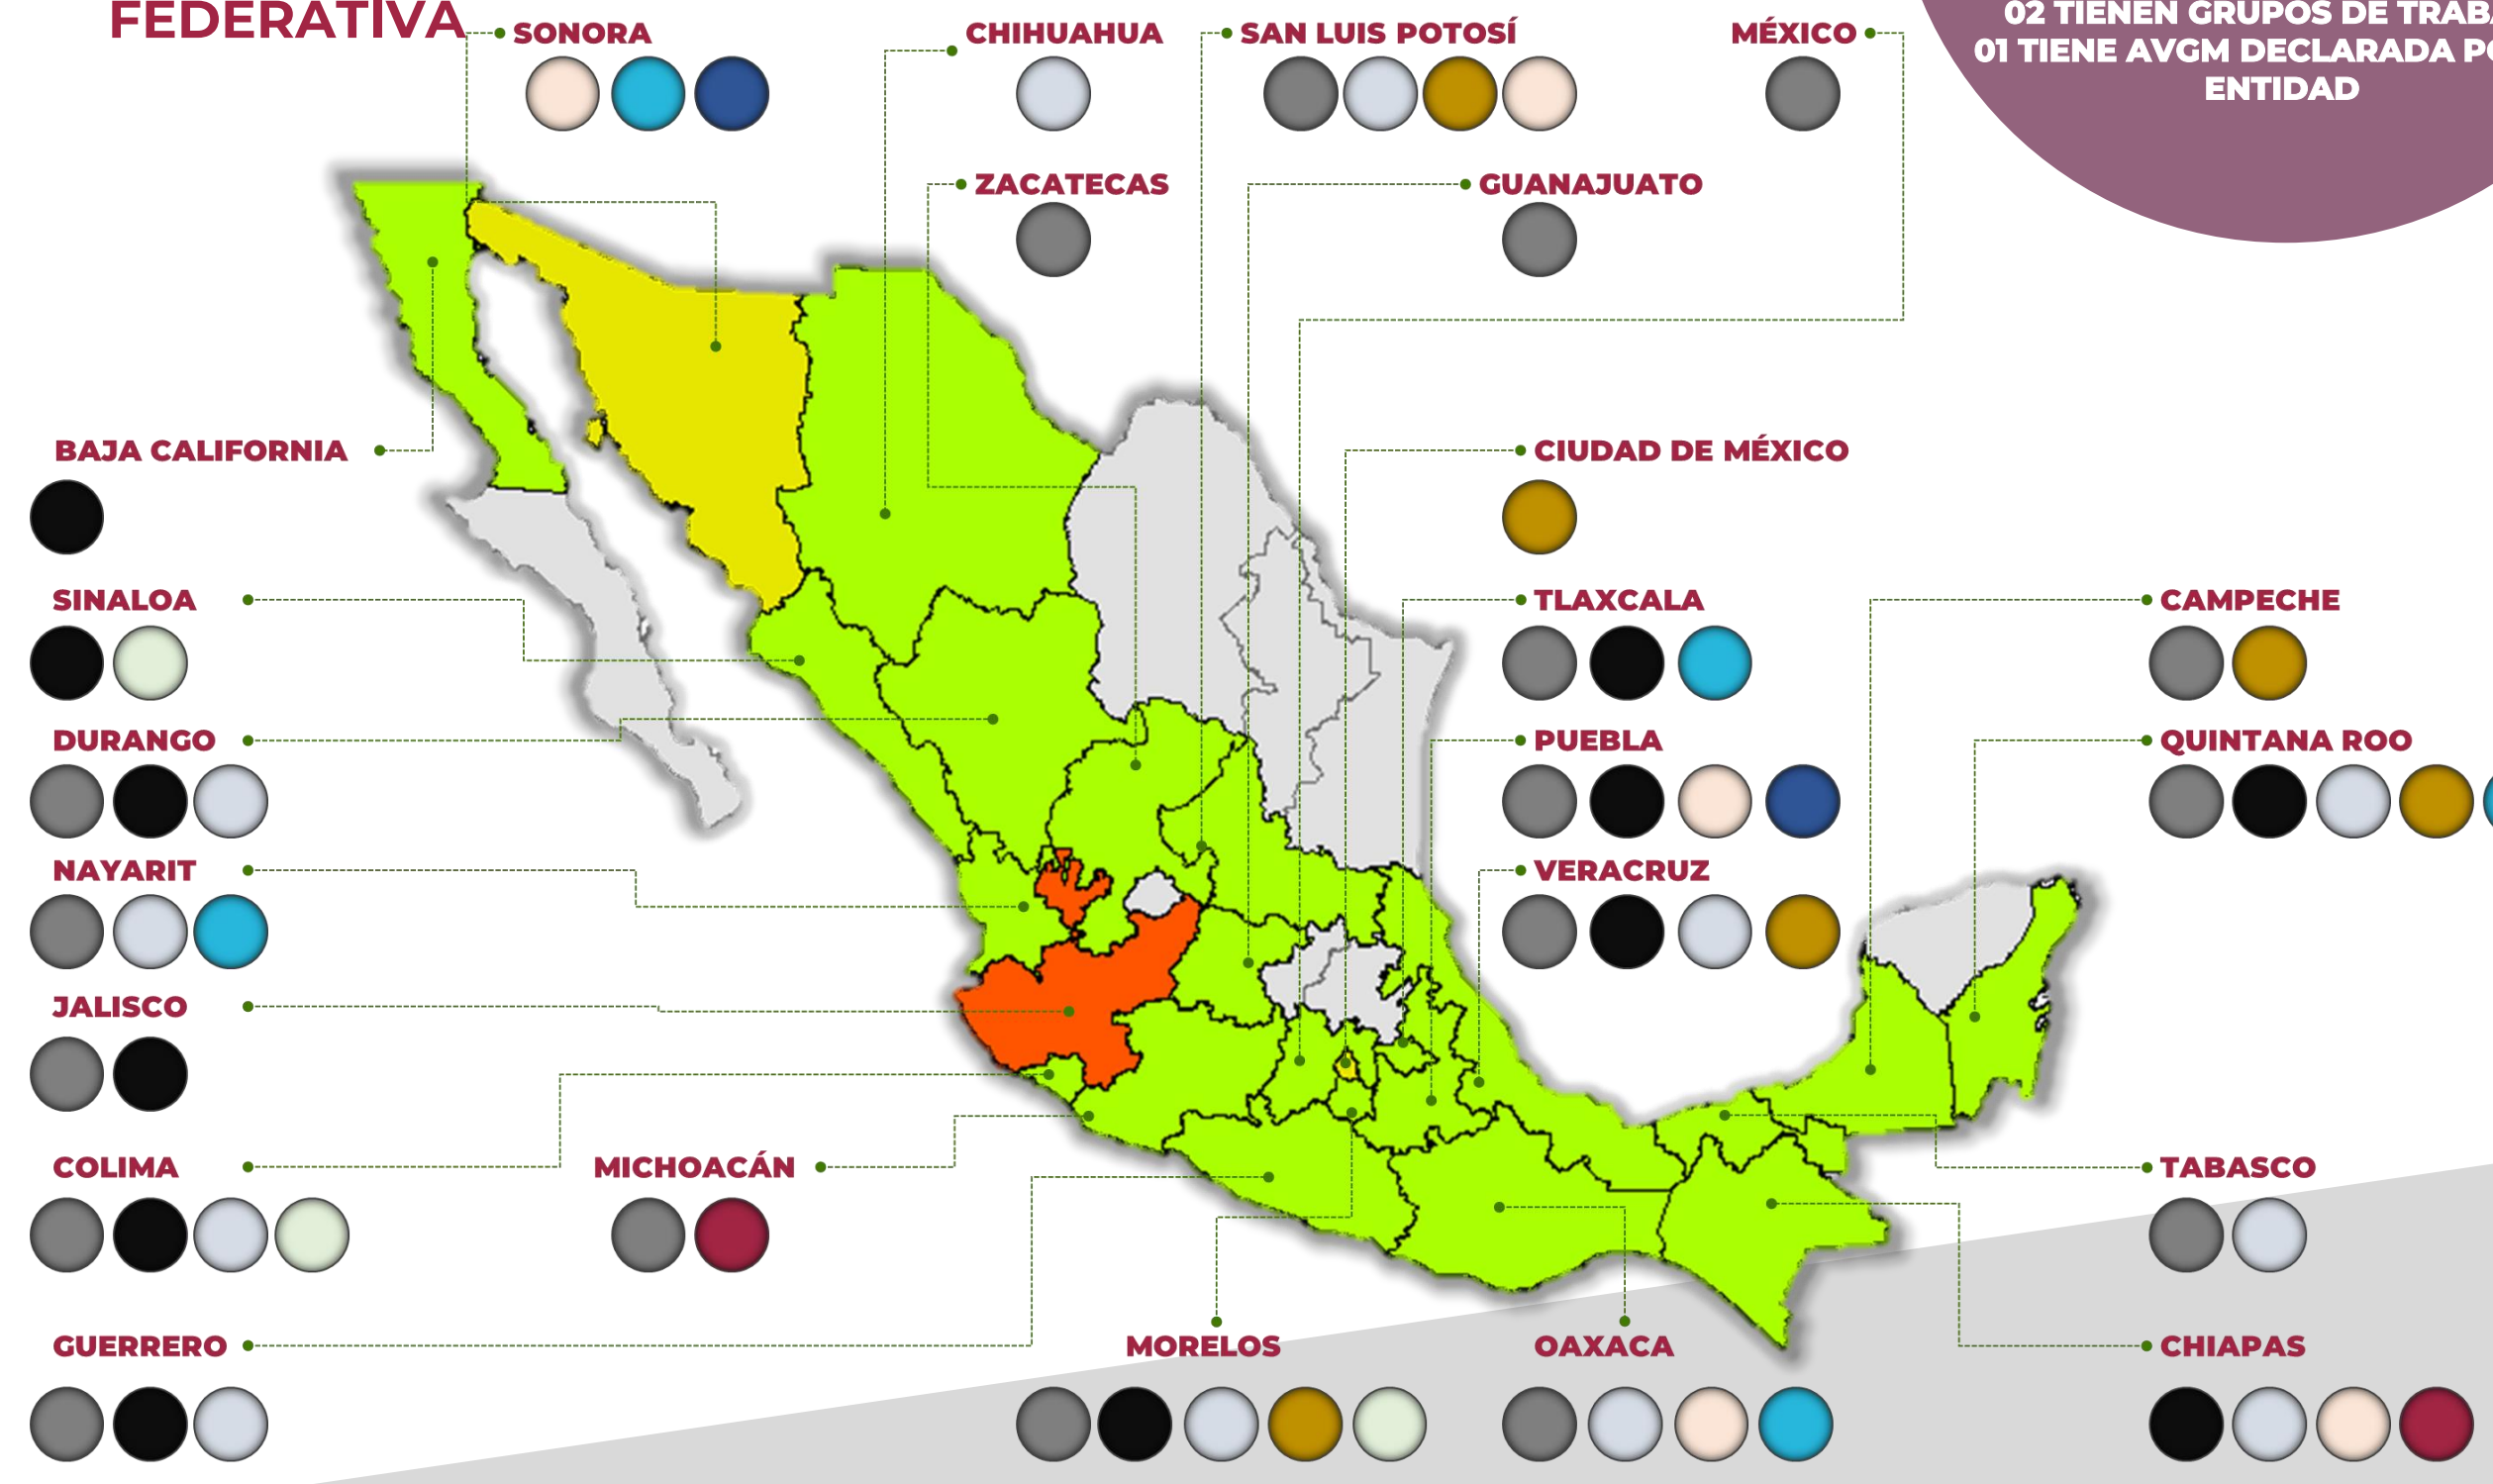 FEDERATIVA
SONORA
CHIHUAHUA
SAN LUIS POTOSÍ
MÉXICO
02 TIENEN GRUPOS DE
01 TIENE AVGM DECLARADA
ENTIDAD
ZACATECAS
GUANAJUATO
BAJA CALIFORNIA
CIUDAD DE MÉXICO
SINALOA
TLAXCALA
CAMPECHE
DURANGO
PUEBLA
QUINTANA ROO
NAYARIT
VERACRUZ
JALISCO
COLIMA
MICHOACÁN
TABASCO
GUERRERO
MORELOS
OAXACA
CHIAPAS